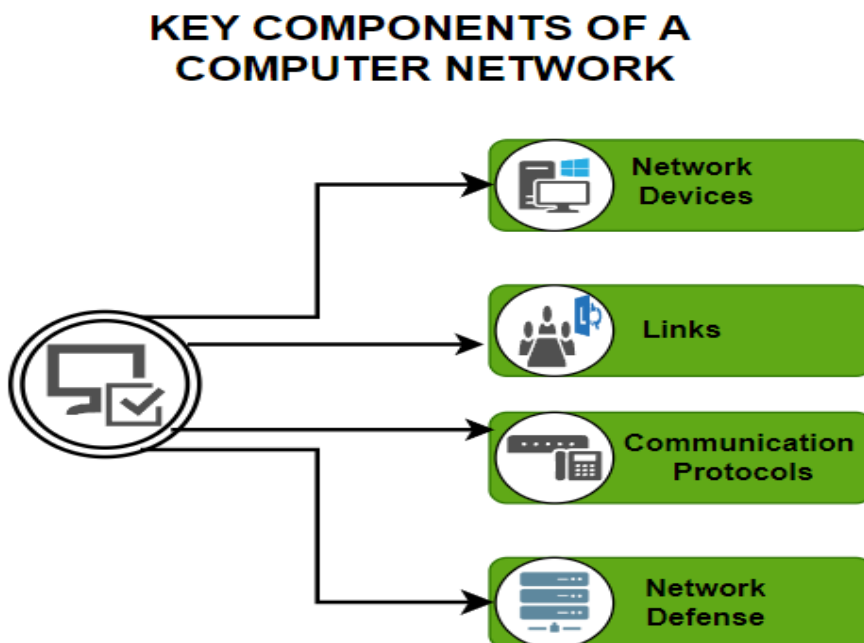 KEY COMPONENTS OF A
COMPUTER NETWORK
Network
Devices
Links
Communication
Protocols
Network
Defense